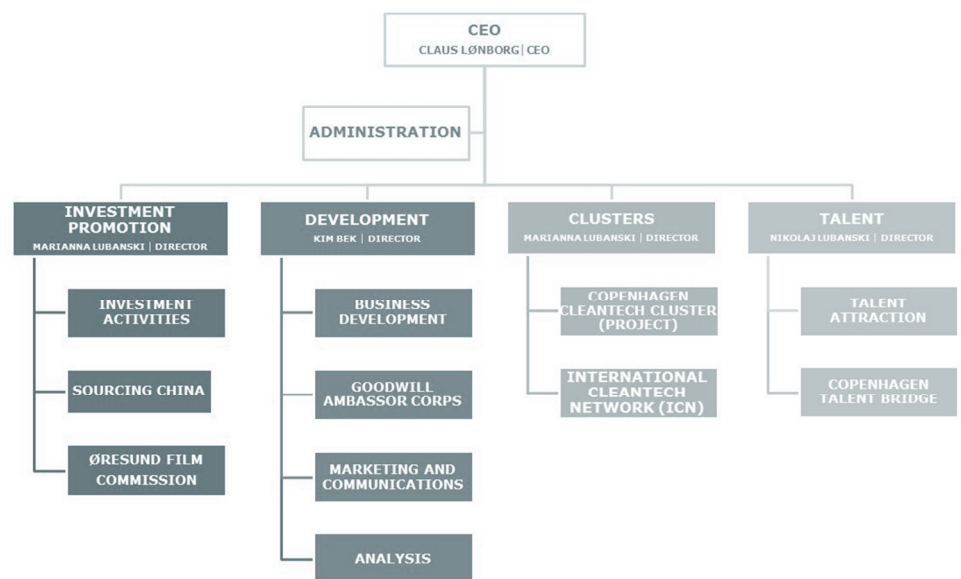 CEO
CLAUS LØNBORG|CEO
ADMINISTRATION
INVESTMENT
PROMOTION
MARIANNA LUBANSKI | DIRECTOR
INVESTMENT
ACTIVITIES
SOURCING CHINA
ØRESUND FILM
COMMISSION
DEVELOPMENT
KIM BEK | DIRECTOR
BUSINESS
DEVELOPMENT
GOODWILL
AMBASSOR CORPS
MARKETING AND
COMMUNICATIONS
ANALYSIS
CLUSTERS
MARIANNA LUBANSKI | DIRECTOR
COPENHAGEN
CLEANTECH CLUSTER
(PROJECT)
INTERNATIONAL
CLEANTECH
NETWORK (ICN)
TALENT
NIKOLAJ LUBANSKI | DIRECTOR
TALENT
ATTRACTION
COPENHAGEN
TALENT BRIDGE